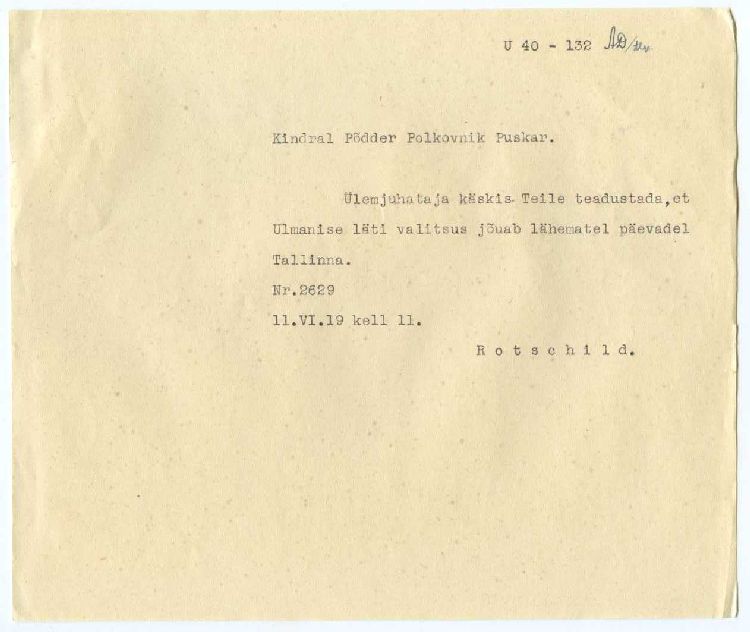 U 40 - 132
Kindral Põdder Polkovnik Puskar.
Ülemjuhataja käskis Teile teadustada,et
Ulmanise läti valitsus jõuab lähematel päevadel
Tallinna.
Nr.2629
11.VI.19 kell 11.
Rotschild.